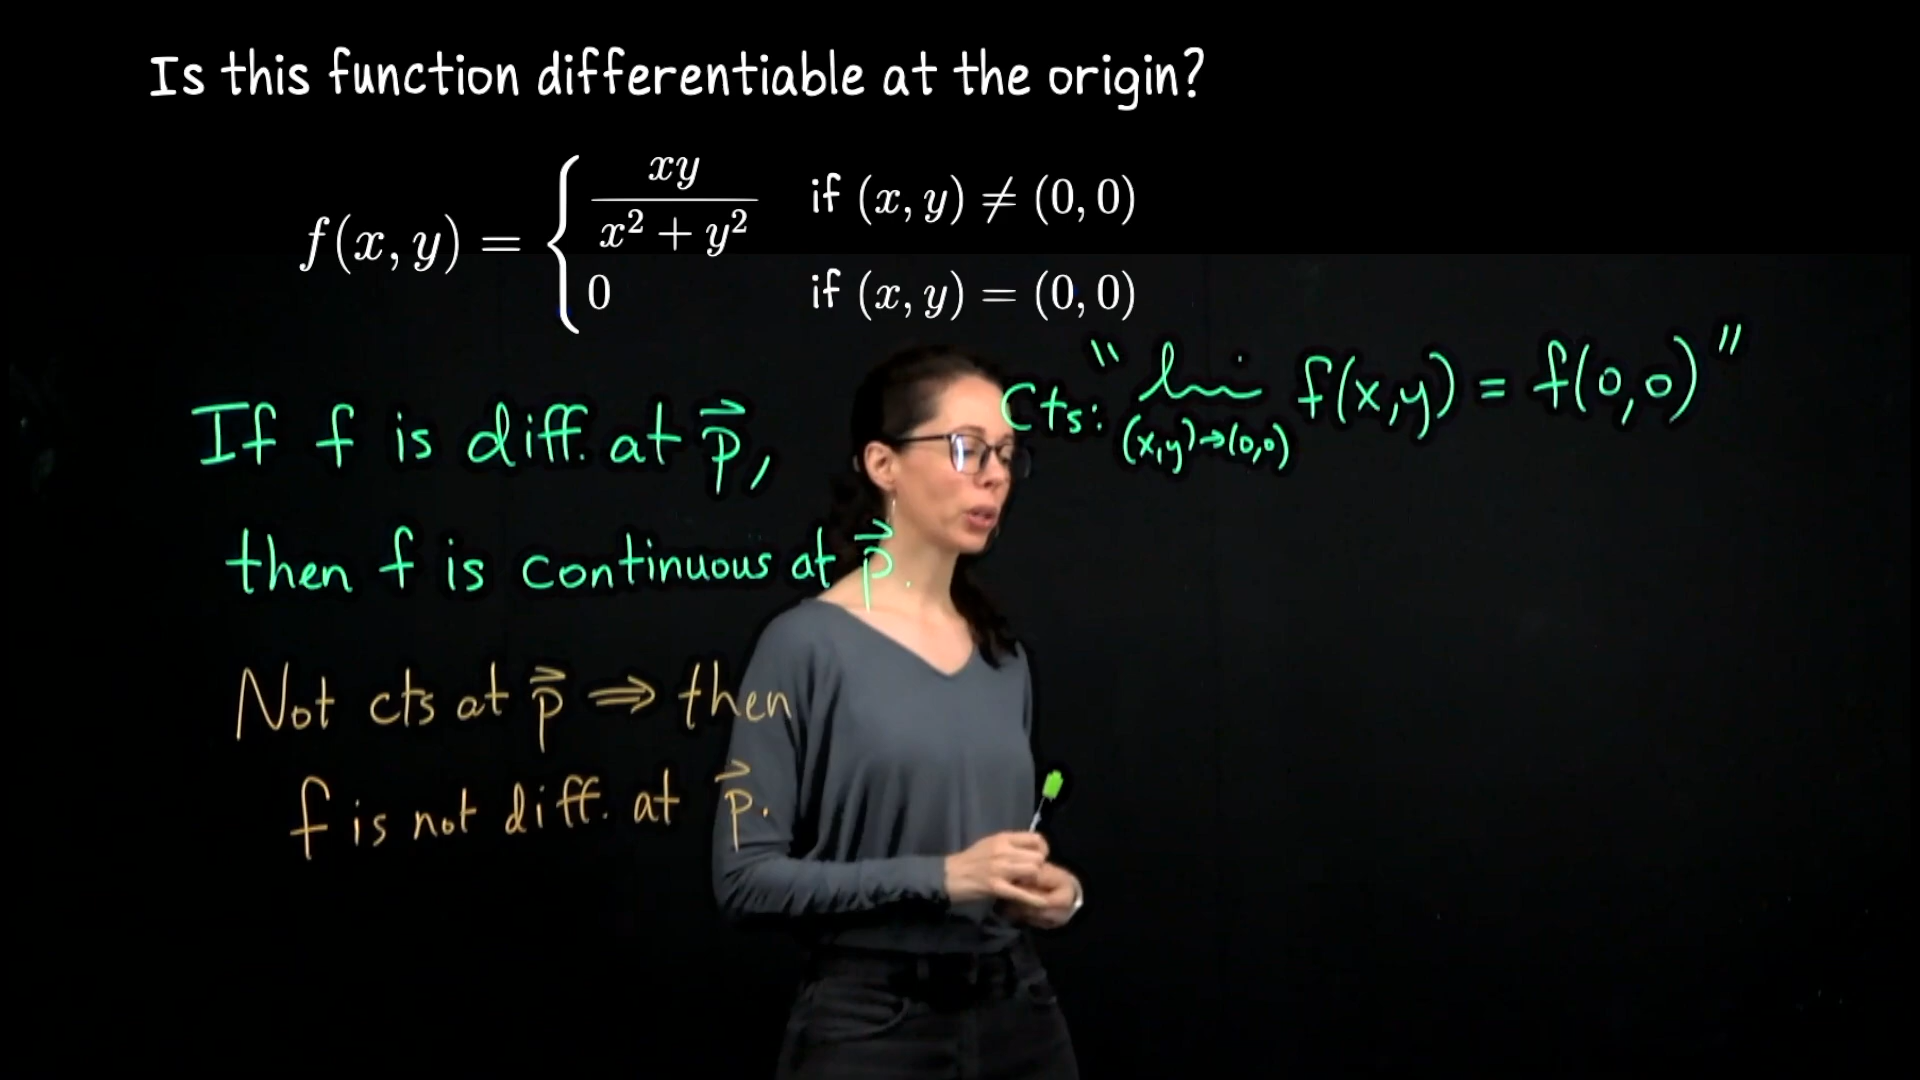 Is this function differentiable at the origin?
f(x, y) = { xy / x² + y² if (x, y) ≠ (0, 0)
0 if (x, y) = (0, 0)
If f is diff. at p⃗,
then f is continuous at p⃗.
Not cts at p⃗ ⇒ then
f is not diff. at p⃗.
Cts: "lim f(x,y) = f(0,0)"
(x,y)→(0,0)